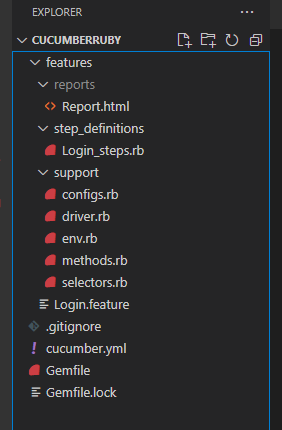 EXPLORER
CUCUMBERRUBY
features
reports
Report.html
step_definitions
Login_steps.rb
support
configs.rb
driver.rb
env.rb
methods.rb
selectors.rb
Login.feature
.gitignore
cucumber.yml
Gemfile
Gemfile.lock